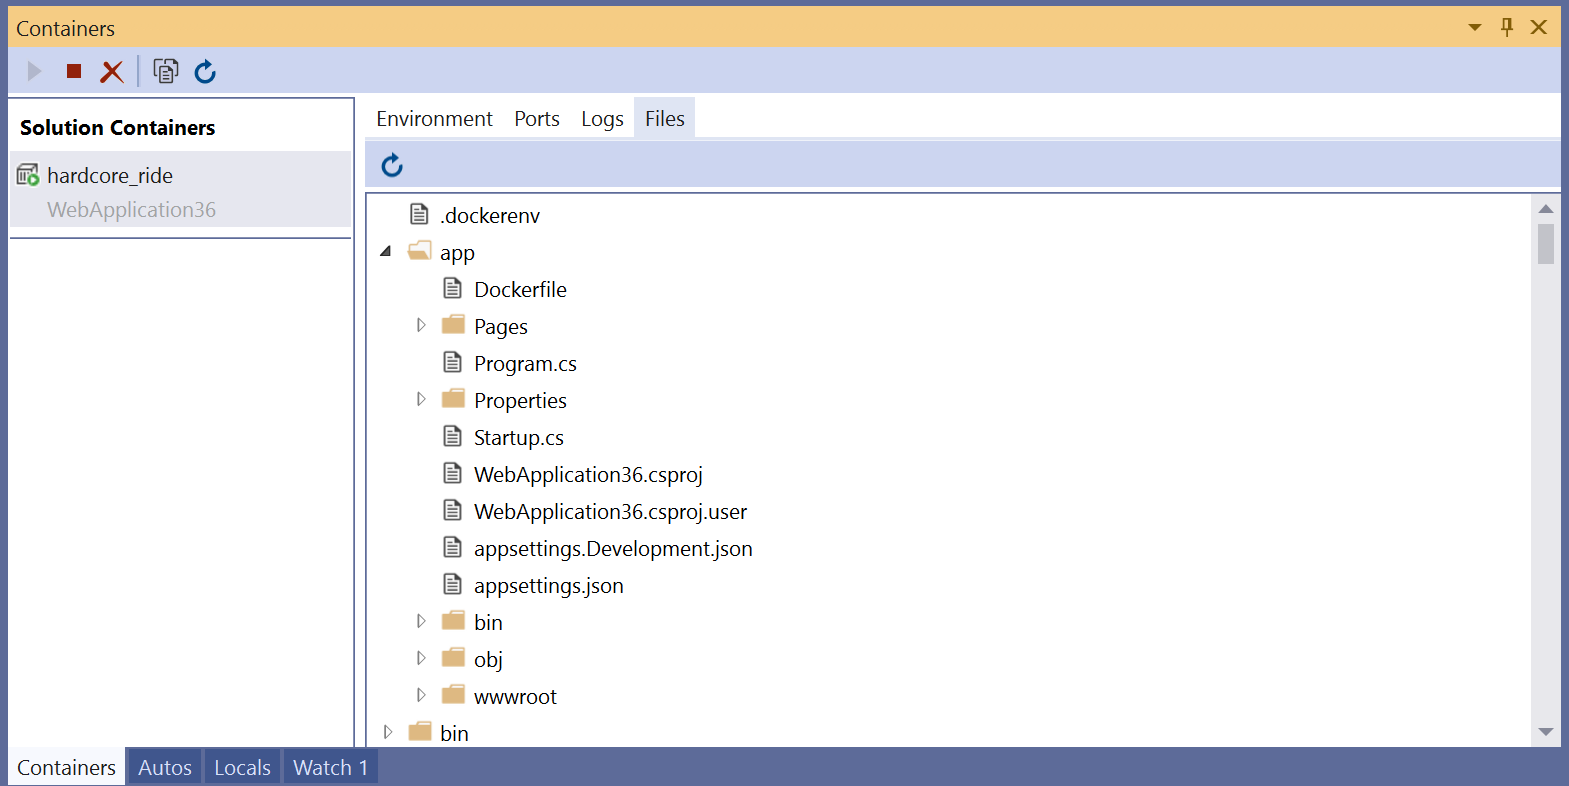 Containers
Solution Containers
hardcore_ride
WebApplication36
Environment Ports Logs Files
.dockerenv
app
Dockerfile
Pages
Program.cs
Properties
Startup.cs
WebApplication36.csproj
WebApplication36.csproj.user
appsettings.Development.json
appsettings.json
bin
obj
wwwroot
bin
Containers Autos Locals Watch 1